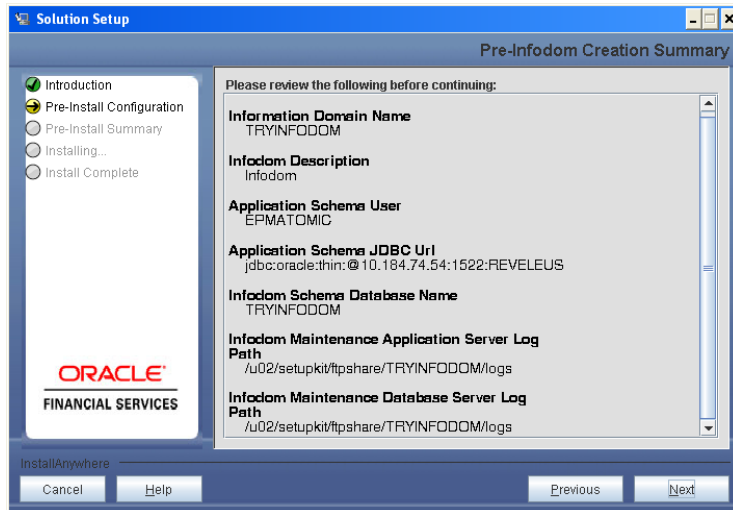 Solution Setup
Pre-Infodom Creation Summary
Introduction
Pre-Install Configuration
Pre-Install Summary
Installing...
Install Complete
ORACLE
FINANCIAL SERVICES
Please review the following before continuing:
Information Domain Name
TRYINFODOM
Infodom Description
Infodom
Application Schema User
EPMATOMIC
Application Schema JDBC Url
jdbc:oracle:thin:@10.184.74.54:1522:REVELEUS
Infodom Schema Database Name
TRYINFODOM
Infodom Maintenance Application Server Log
Path
/u02/setupkit/ftpshare/TRYINFODOM/logs
Infodom Maintenance Database Server Log
Path
/u02/setupkit/ftpshare/TRYINFODOM/logs
InstallAnywhere
Cancel
Help
Previous
Next